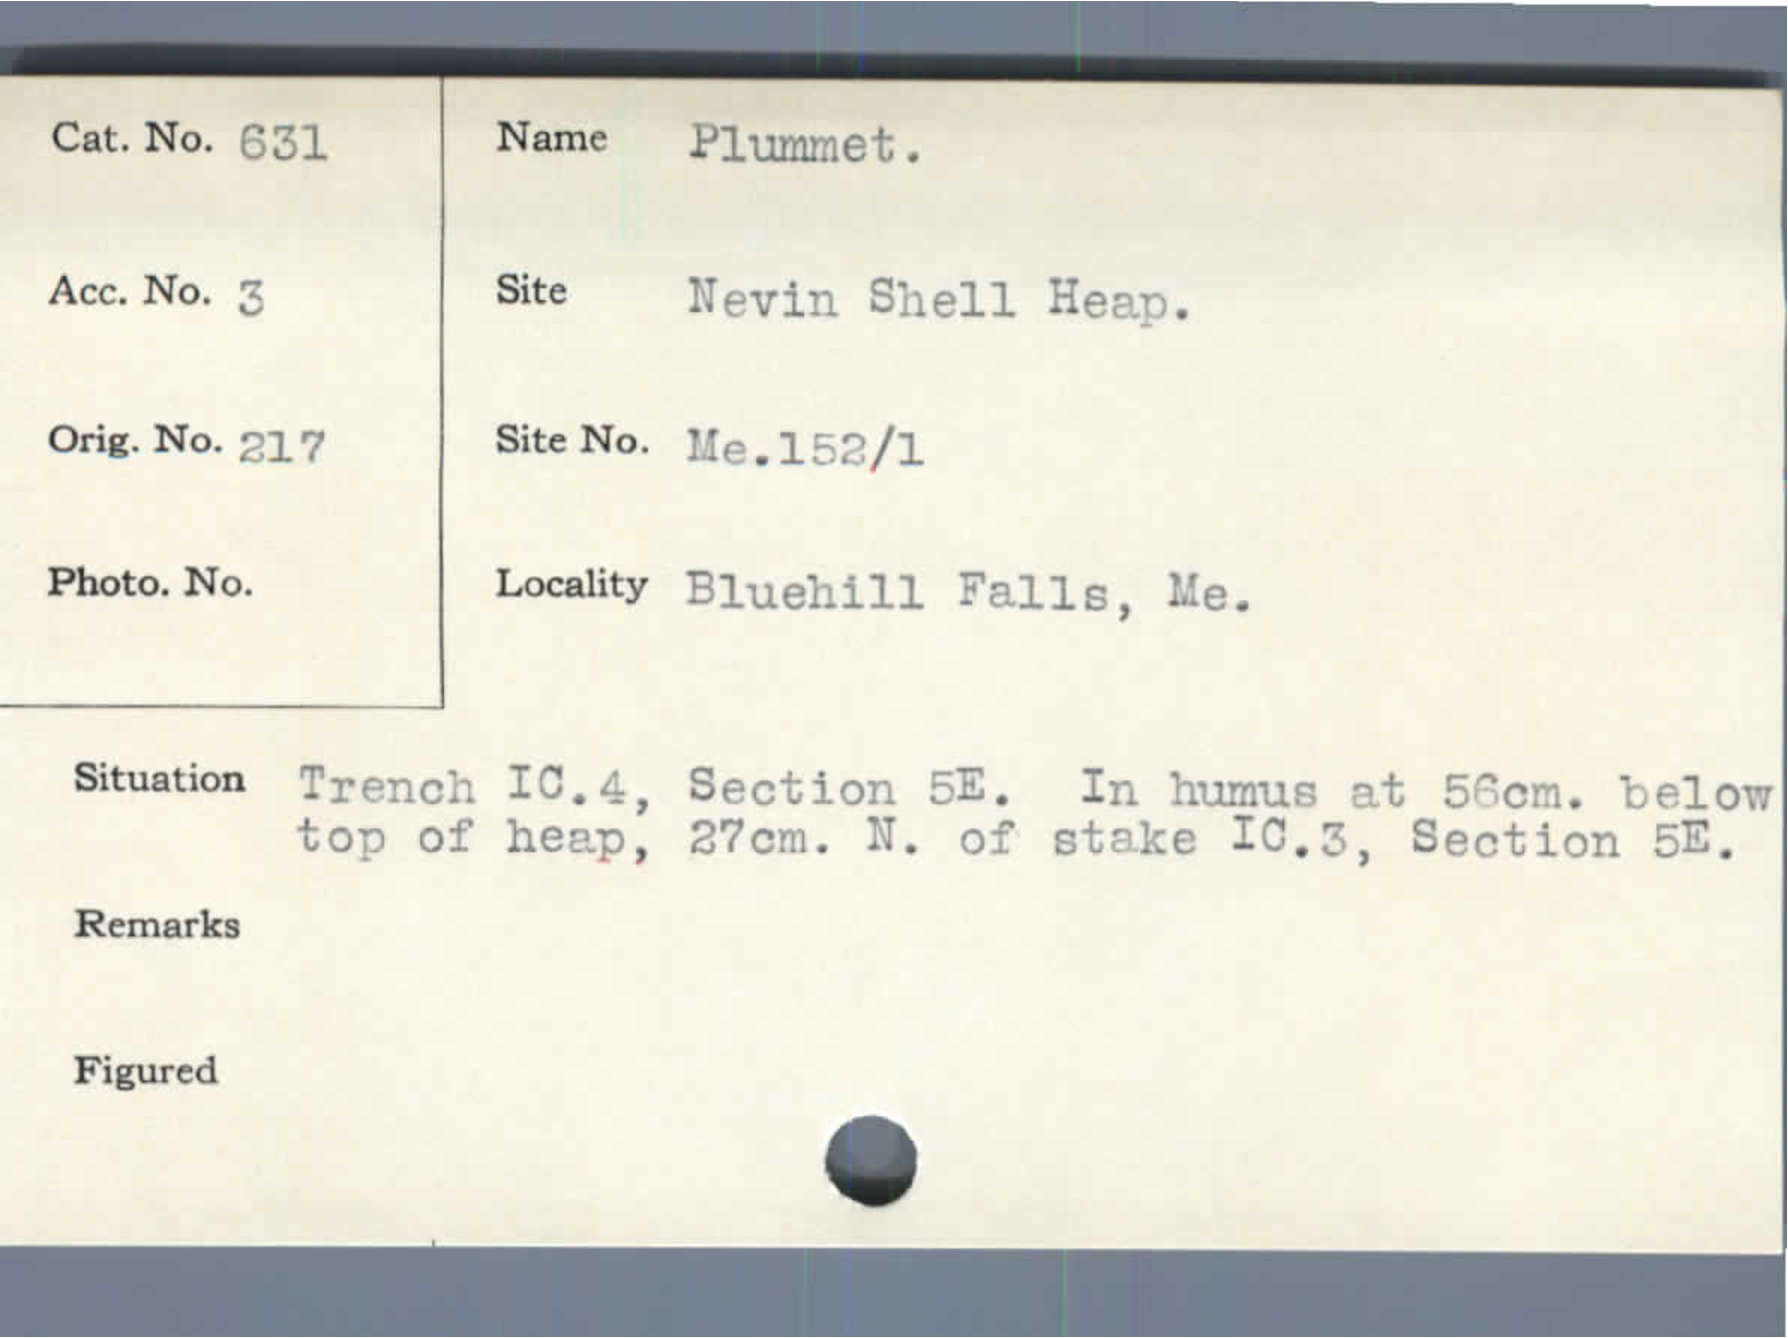 Cat. No. 631
Name Plummet.
Acc. No. 3
Site Nevin Shell Heap.
Orig. No. 217
Site No. Me.152/1
Photo. No.
Locality Bluehill Falls, Me.
Situation Trench IC.4, Section 5E. In humus at 56cm. below
top of heap, 27cm. N. of stake IC.3, Section 5E.
Remarks
Figured